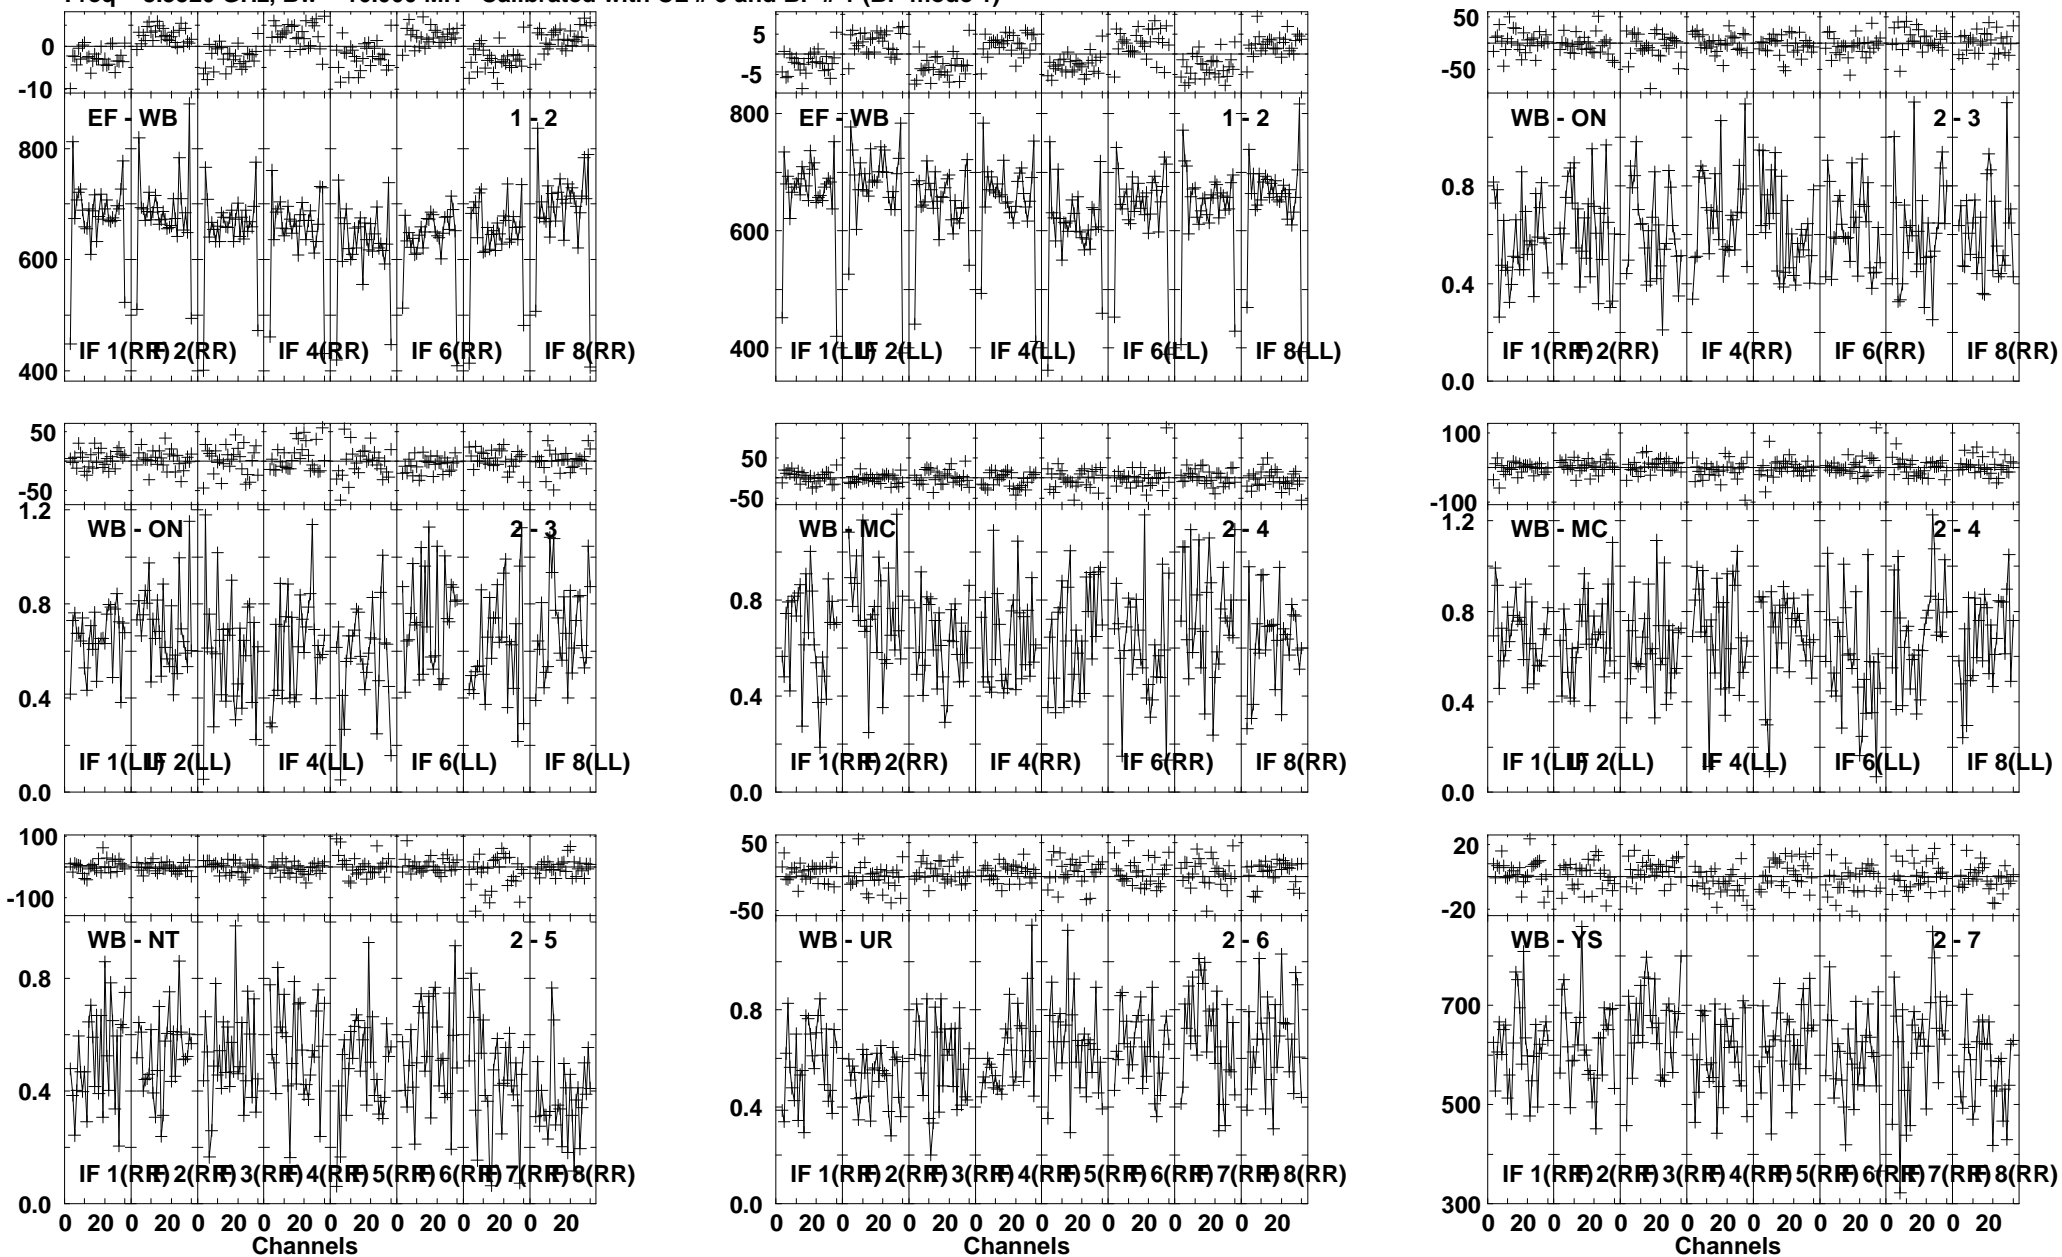 0
-10
EF - WB 1 - 2
800
600
IF 1(RR) IF 2(RR) IF 4(RR) IF 6(RR) IF 8(RR)
400
5
-5
800
EF - WB 1 - 2
600
IF 1(LL) IF 2(LL) IF 4(LL) IF 6(LL) IF 8(LL)
400
50
-50
WB - ON 2 - 3
0.8
0.4
IF 1(RR) IF 2(RR) IF 4(RR) IF 6(RR) IF 8(RR)
0.0
50
-50
1.2
WB - ON 2 - 3
0.8
0.4
IF 1(LL) IF 2(LL) IF 4(LL) IF 6(LL) IF 8(LL)
0.0
50
-50
WB - MC 2 - 4
0.8
0.4
IF 1(RR) IF 2(RR) IF 4(RR) IF 6(RR) IF 8(RR)
0.0
100
-100
1.2
WB - MC 2 - 4
0.8
0.4
IF 1(LL) IF 2(LL) IF 4(LL) IF 6(LL) IF 8(LL)
0.0
100
-100
WB - NT 2 - 5
0.8
0.4
IF 1(RR) IF 2(RR) IF 3(RR) IF 4(RR) IF 5(RR) IF 6(RR) IF 7(RR) IF 8(RR)
0.0
0 20 0 20 0 20 0 20 0 20 0 20 0 20 0 20
Channels
50
-50
WB - UR 2 - 6
0.8
0.4
IF 1(RR) IF 2(RR) IF 3(RR) IF 4(RR) IF 5(RR) IF 6(RR) IF 7(RR) IF 8(RR)
0.0
0 20 0 20 0 20 0 20 0 20 0 20 0 20 0 20
Channels
20
-20
WB - YS 2 - 7
700
500
IF 1(RR) IF 2(RR) IF 3(RR) IF 4(RR) IF 5(RR) IF 6(RR) IF 7(RR) IF 8(RR)
300
0 20 0 20 0 20 0 20 0 20 0 20 0 20 0 20
Channels